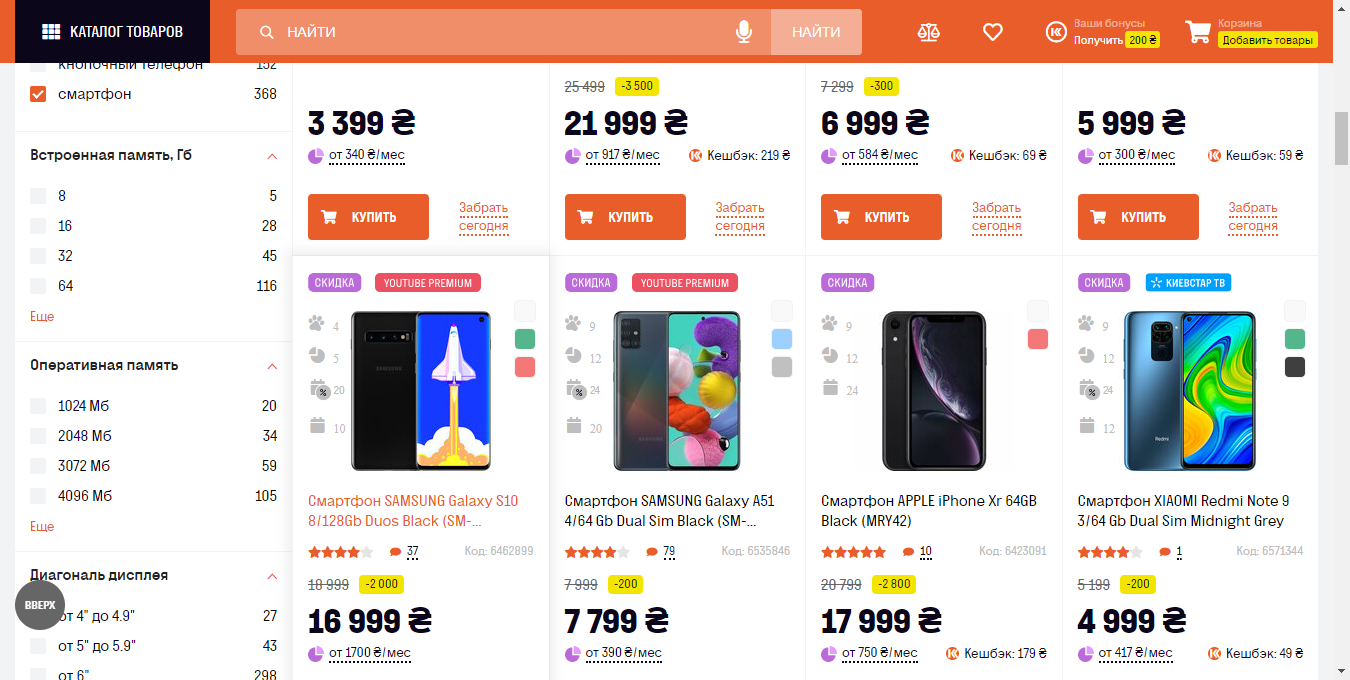 КАТАЛОГ ТОВАРОВ
НАЙТИ
НАЙТИ
Ваши бонусы
Получить 200 ₴
Корзина
Добавить товары
кнопочный телефон 152
смартфон 368
Встроенная память, Гб
8 5
16 28
32 45
64 116
Еще
Оперативная память
1024 Мб 20
2048 Мб 34
3072 Мб 59
4096 Мб 105
Еще
Диагональ дисплея
от 4" до 4.9" 27
от 5" до 5.9" 43
от 6" 298
ВВЕРХ
3 399 ₴
от 340 ₴/мес
КУПИТЬ
Забрать
сегодня
25 499 -3 500
21 999 ₴
от 917 ₴/мес Кешбэк: 219 ₴
КУПИТЬ
Забрать
сегодня
7 299 -300
6 999 ₴
от 584 ₴/мес Кешбэк: 69 ₴
КУПИТЬ
Забрать
сегодня
5 999 ₴
от 300 ₴/мес Кешбэк: 59 ₴
КУПИТЬ
Забрать
сегодня
СКИДКА YOUTUBE PREMIUM
4
5
20
10
SAMSUNG
Смартфон SAMSUNG Galaxy S10
8/128Gb Duos Black (SM-...
37 Код: 6462899
18 999 -2 000
16 999 ₴
от 1700 ₴/мес
СКИДКА YOUTUBE PREMIUM
9
12
24
20
SAMSUNG
Смартфон SAMSUNG Galaxy A51
4/64 Gb Dual Sim Black (SM-...
79 Код: 6535846
7 999 -200
7 799 ₴
от 390 ₴/мес
СКИДКА
9
12
24
Смартфон APPLE iPhone Xr 64GB
Black (MRY42)
10 Код: 6423091
20 799 -2 800
17 999 ₴
от 750 ₴/мес Кешбэк: 179 ₴
СКИДКА КИЕВСТАР ТВ
9
12
24
12
Redmi
Смартфон XIAOMI Redmi Note 9
3/64 Gb Dual Sim Midnight Grey
1 Код: 6571344
5 199 -200
4 999 ₴
от 417 ₴/мес Кешбэк: 49 ₴